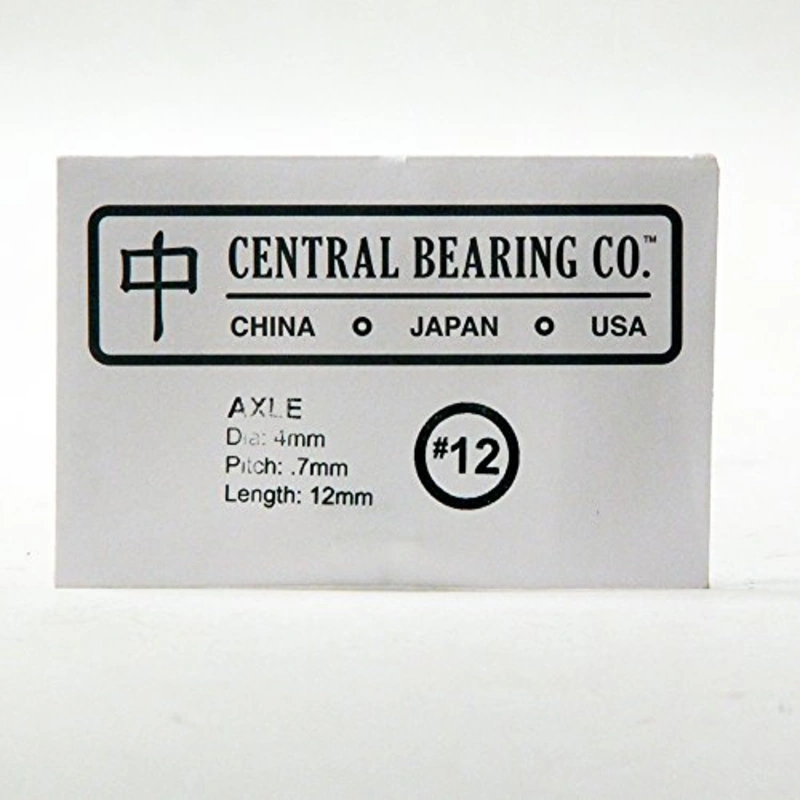 中
CENTRAL BEARING CO.™
CHINA o JAPAN o USA
AXLE
Dia: 4mm
Pitch: .7mm
Length: 12mm
#12